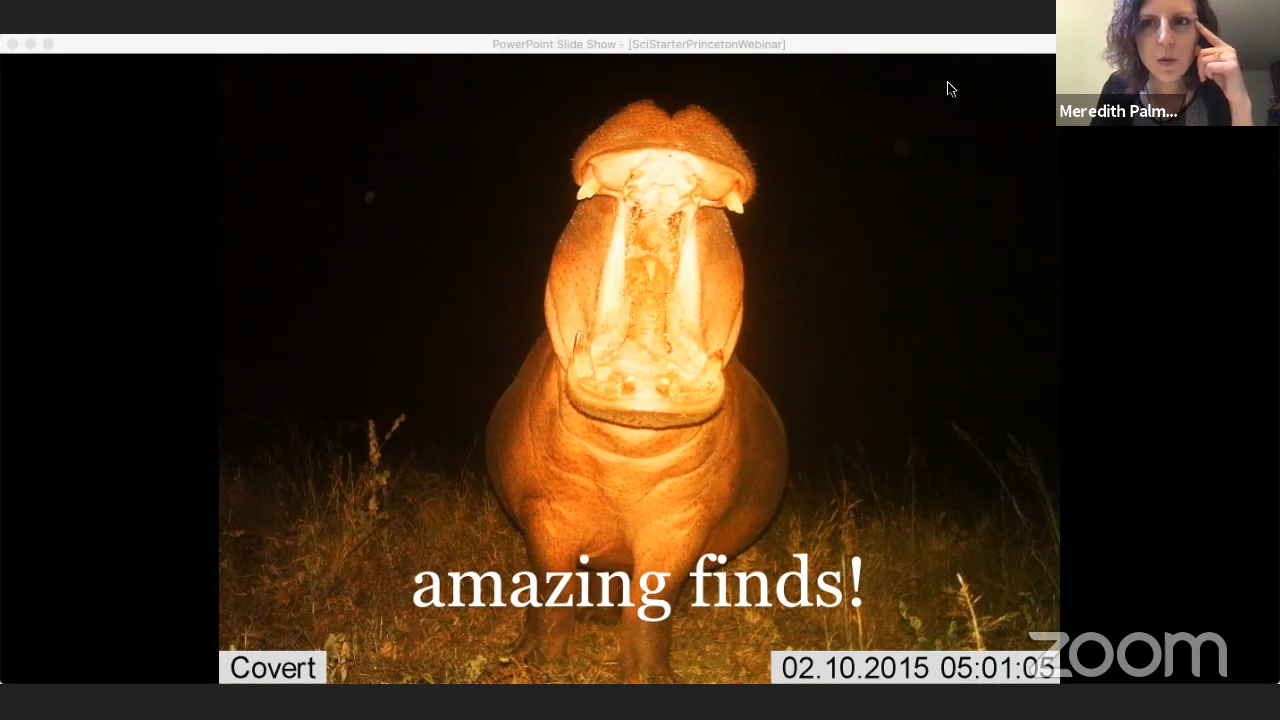 PowerPoint Slide Show - [SciStarterPrincetonWebinar]
Meredith Palm...
amazing finds!
Covert
02.10.2015 05:01:05
zoom